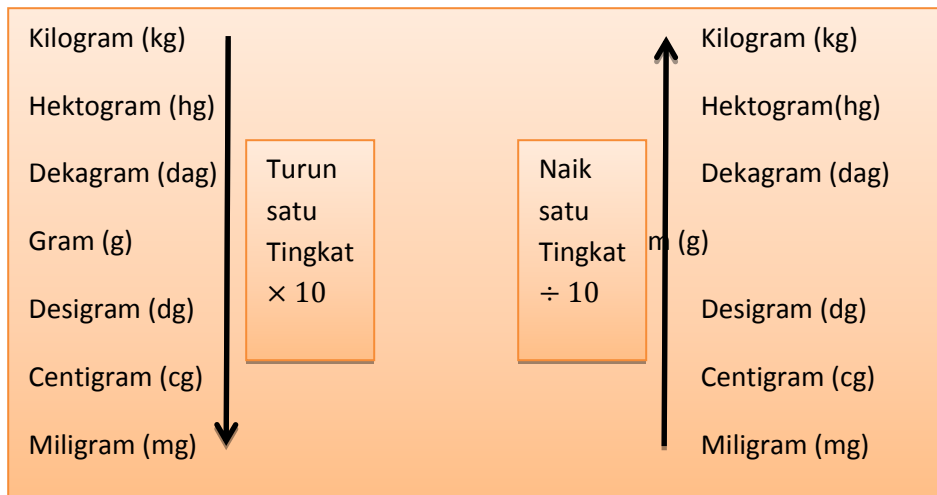 Kilogram (kg)
Hektogram (hg)
Dekagram (dag)
Gram (g)
Desigram (dg)
Centigram (cg)
Miligram (mg)
Turun
satu
Tingkat
× 10
Naik
satu
Tingkat
÷ 10
Kilogram (kg)
Hektogram(hg)
Dekagram (dag)
m (g)
Desigram (dg)
Centigram (cg)
Miligram (mg)